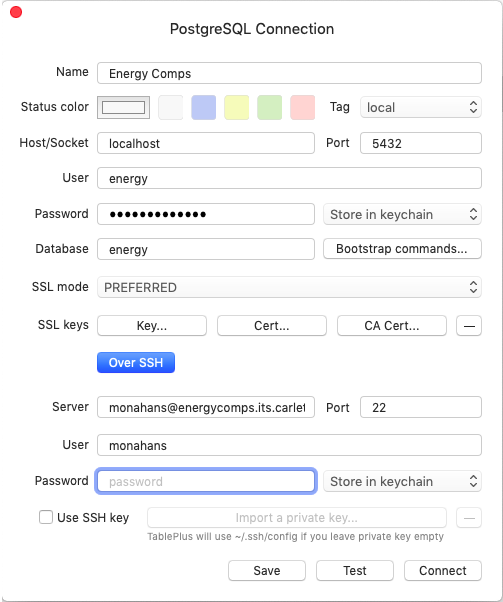 PostgreSQL Connection
Name Energy Comps
Status color Tag local
Host/Socket localhost Port 5432
User energy
Password ●●●●●●●●●●●●● Store in keychain
Database energy Bootstrap commands...
SSL mode PREFERRED
SSL keys Key... Cert... CA Cert... —
Over SSH
Server monahans@energycomps.its.carlet Port 22
User monahans
Password password Store in keychain
Use SSH key Import a private key... —
TablePlus will use ~/.ssh/config if you leave private key empty
Save Test Connect